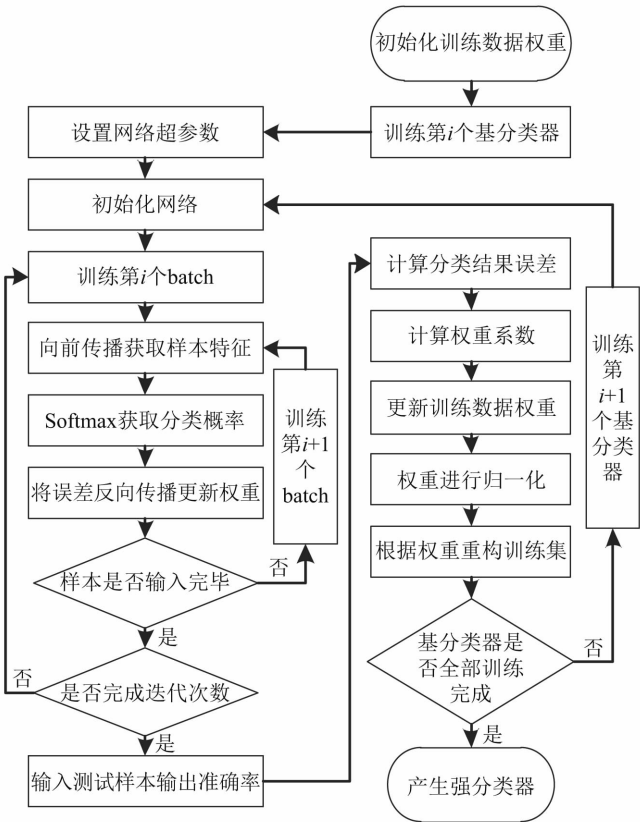 初始化训练数据权重
训练第i个基分类器
设置网络超参数
初始化网络
训练第i个batch
向前传播获取样本特征
Softmax获取分类概率
将误差反向传播更新权重
样本是否输入完毕
否
训练
第i+1
个
batch
是
是否完成迭代次数
否
是
输入测试样本输出准确率
计算分类结果误差
计算权重系数
更新训练数据权重
权重进行归一化
根据权重重构训练集
基分类器是
否全部训练
完成
否
训练
第
i+1
个基
分类
器
是
产生强分类器